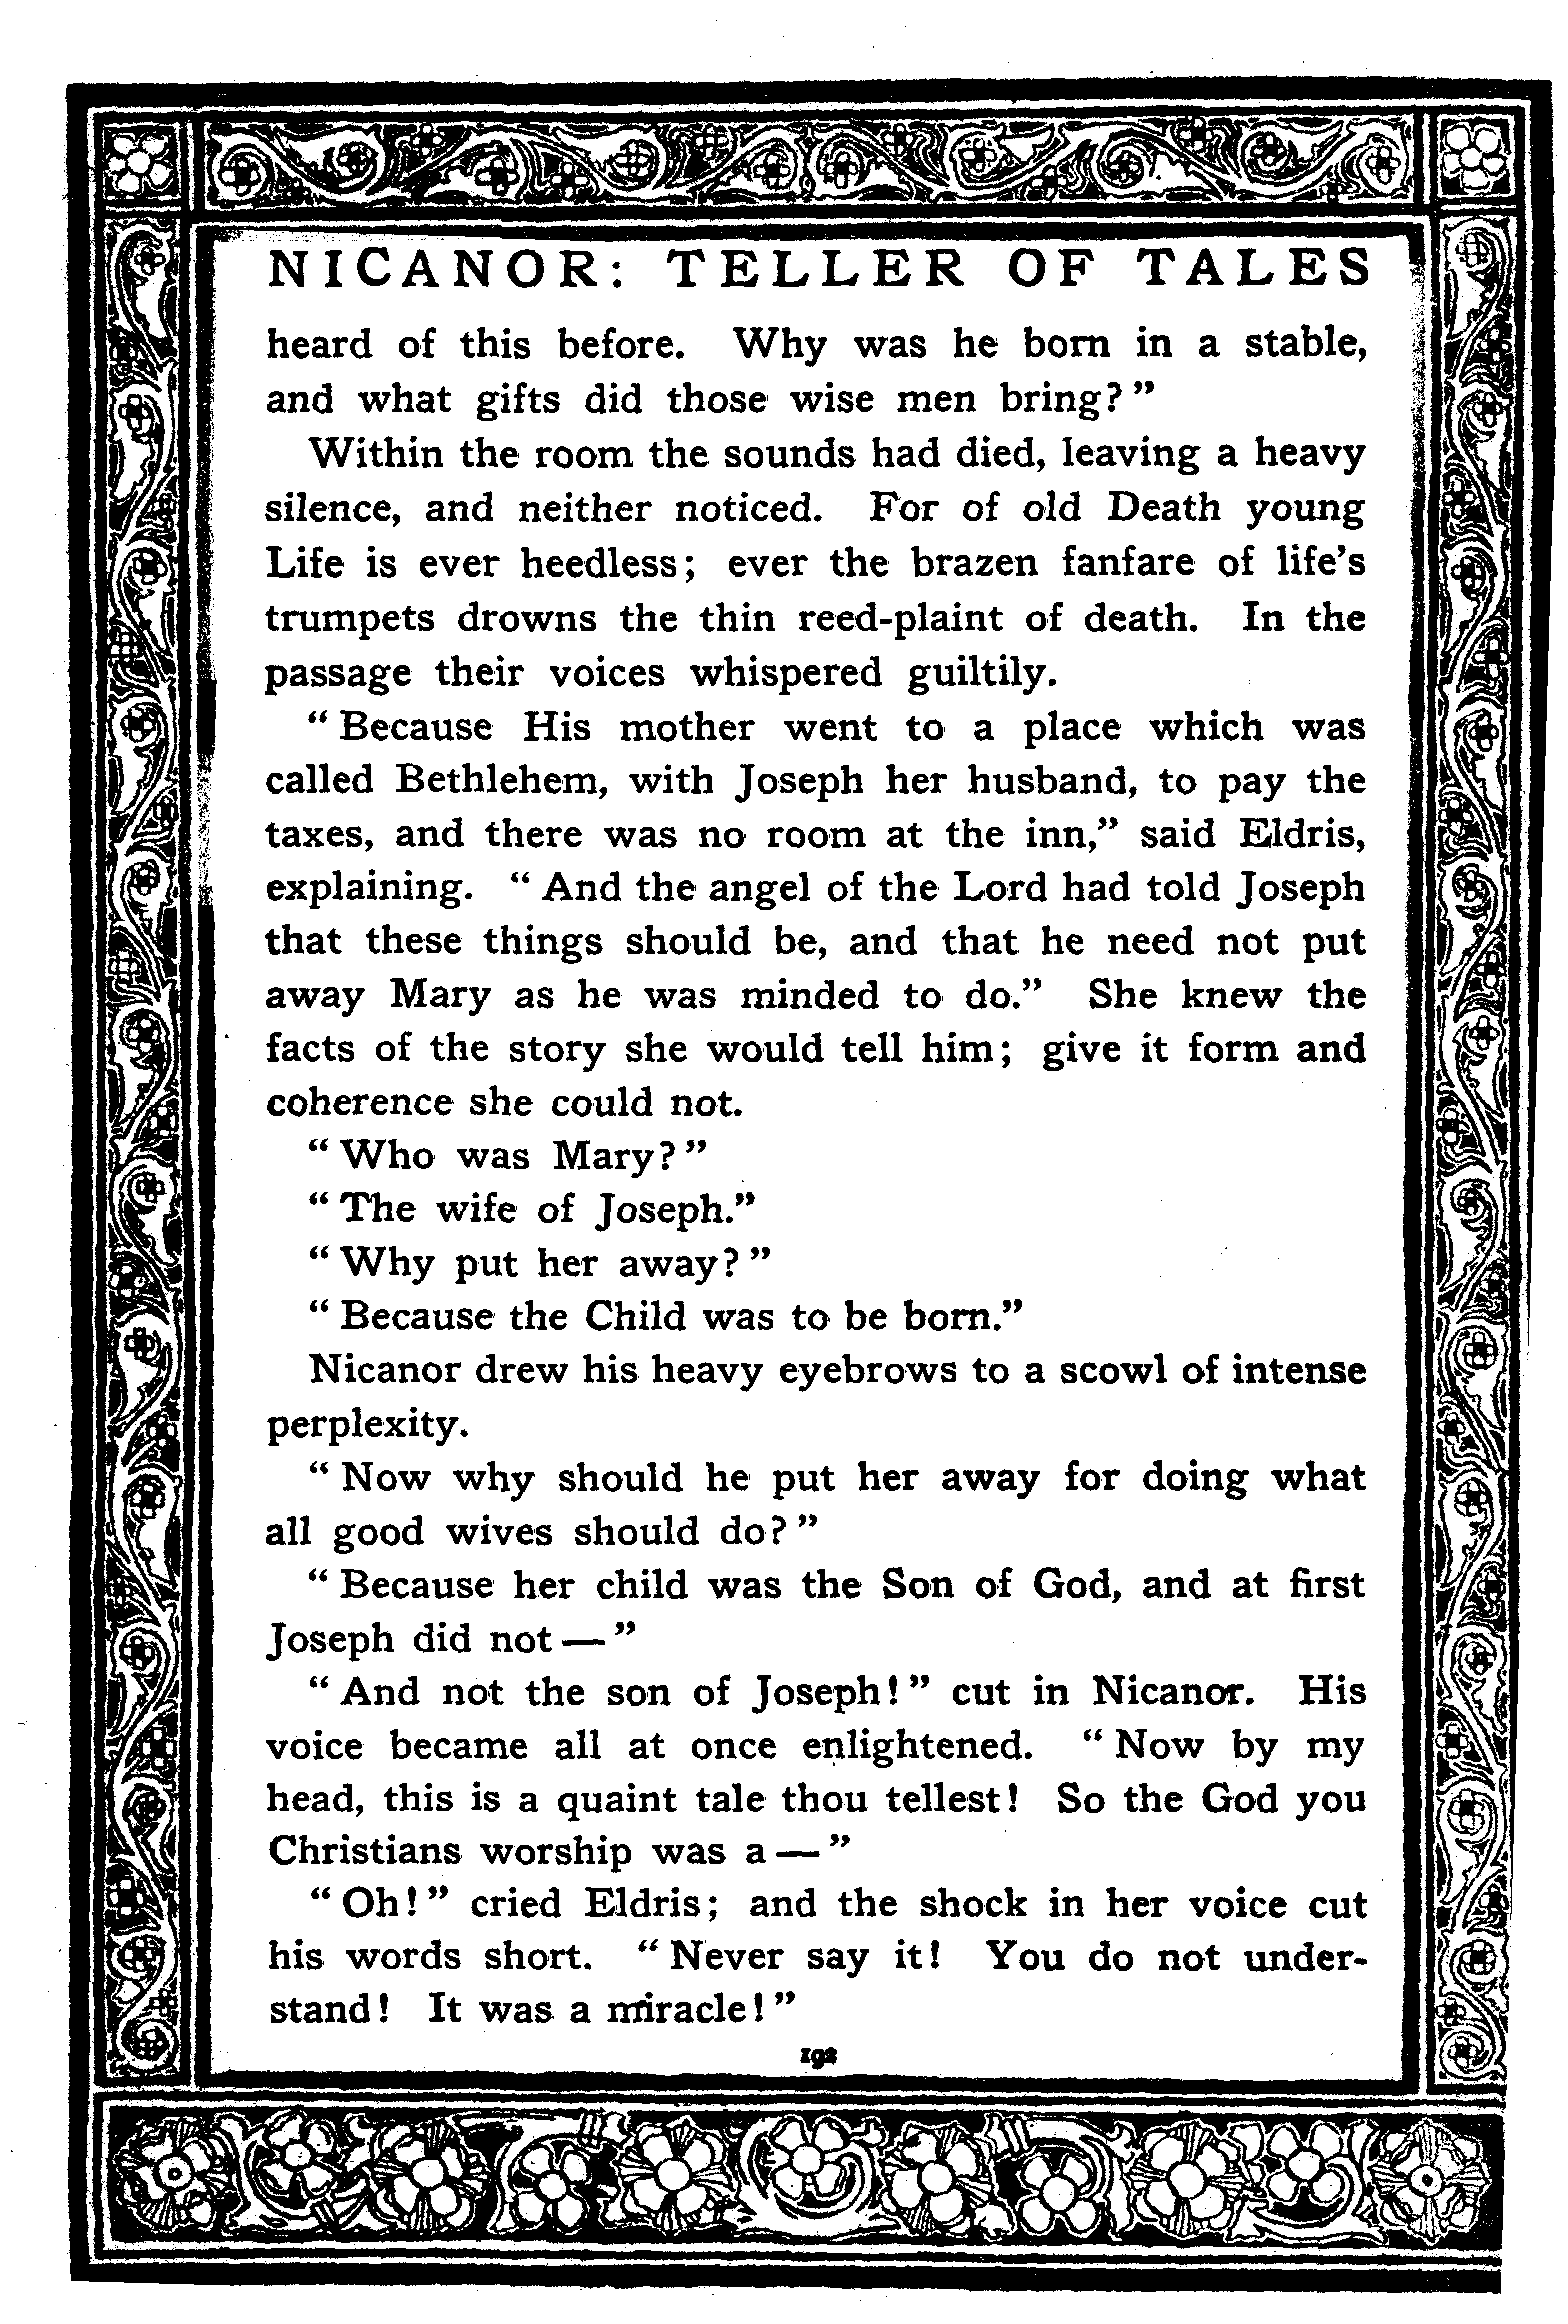 NICANOR: TELLER OF TALES
heard of this before. Why was he born in a stable,
and what gifts did those wise men bring?”
Within the room the sounds had died, leaving a heavy
silence, and neither noticed. For of old Death young
Life is ever heedless; ever the brazen fanfare of life’s
trumpets drowns the thin reed-plaint of death. In the
passage their voices whispered guiltily.
“Because His mother went to a place which was
called Bethlehem, with Joseph her husband, to pay the
taxes, and there was no room at the inn,” said Eldris,
explaining. “And the angel of the Lord had told Joseph
that these things should be, and that he need not put
away Mary as he was minded to do.” She knew the
facts of the story she would tell him; give it form and
coherence she could not.
“Who was Mary?”
“The wife of Joseph.”
“Why put her away?”
“Because the Child was to be born.”
Nicanor drew his heavy eyebrows to a scowl of intense
perplexity.
“Now why should he put her away for doing what
all good wives should do?”
“Because her child was the Son of God, and at first
Joseph did not—”
“And not the son of Joseph!” cut in Nicanor. His
voice became all at once enlightened. “Now by my
head, this is a quaint tale thou tellest! So the God you
Christians worship was a—”
“Oh!” cried Eldris; and the shock in her voice cut
his words short. “Never say it! You do not under-
stand! It was a miracle!”
192